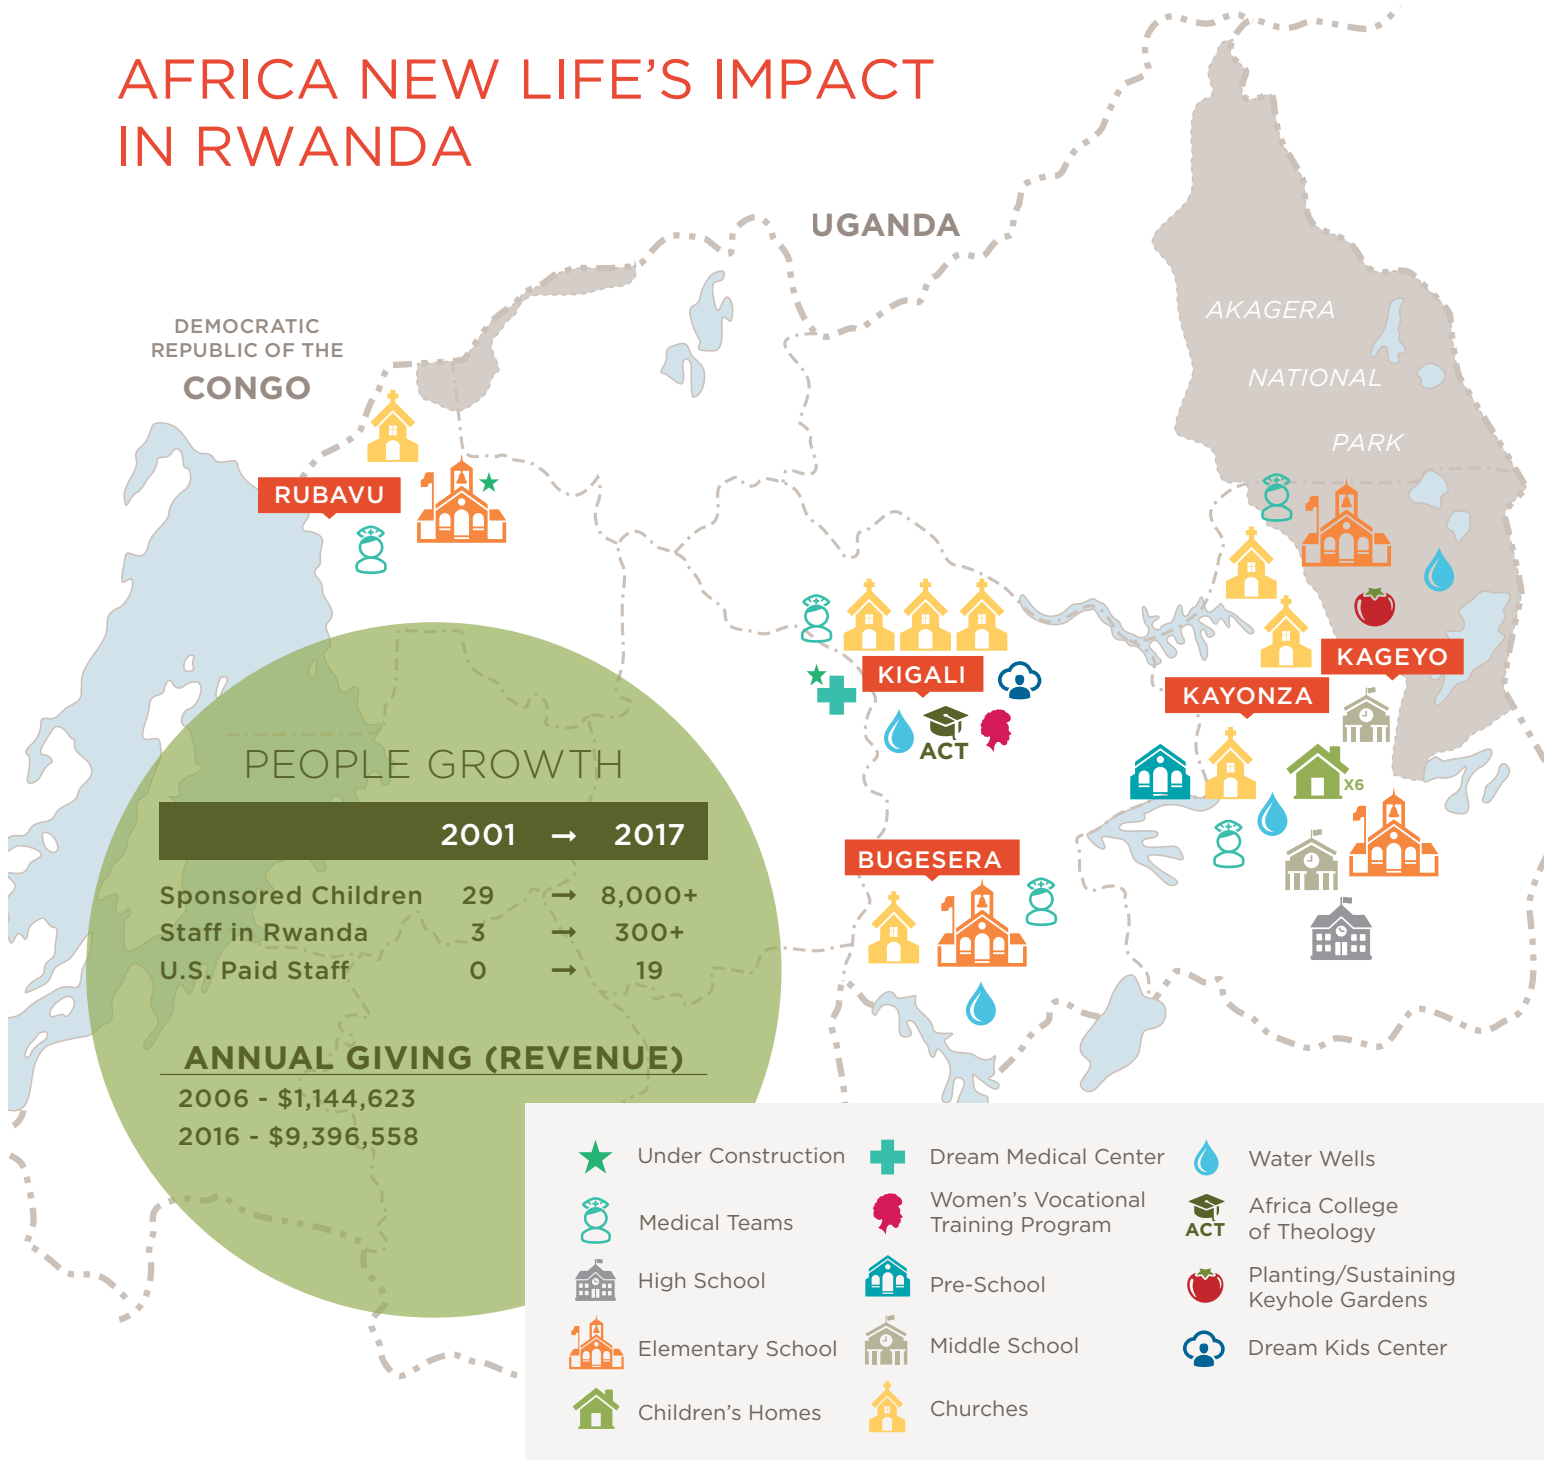 AFRICA NEW LIFE'S IMPACT
IN RWANDA
UGANDA
DEMOCRATIC
REPUBLIC OF THE
CONGO
AKAGERA
NATIONAL
PARK
RUBAVU
KIGALI
ACT
KAGEYO
KAYONZA
X6
BUGESERA
PEOPLE GROWTH
2001 → 2017
Sponsored Children 29 → 8,000+
Staff in Rwanda 3 → 300+
U.S. Paid Staff 0 → 19
ANNUAL GIVING (REVENUE)
2006 - $1,144,623
2016 - $9,396,558
Under Construction
Medical Teams
High School
Elementary School
Children's Homes
Dream Medical Center
Women's Vocational
Training Program
Pre-School
Middle School
Churches
Water Wells
ACT
Africa College
of Theology
Planting/Sustaining
Keyhole Gardens
Dream Kids Center